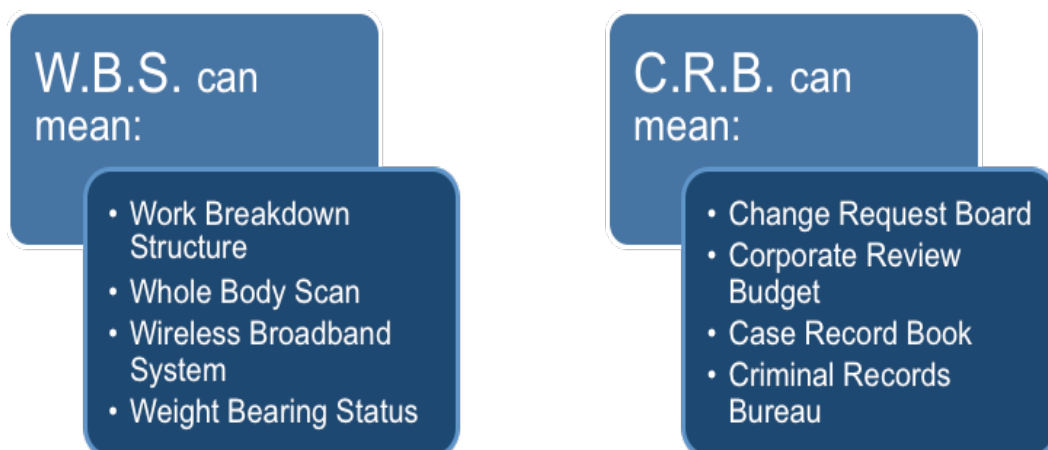 W.B.S. can
mean:
• Work Breakdown
Structure
• Whole Body Scan
• Wireless Broadband
System
• Weight Bearing Status
C.R.B. can
mean:
• Change Request Board
• Corporate Review
Budget
• Case Record Book
• Criminal Records
Bureau